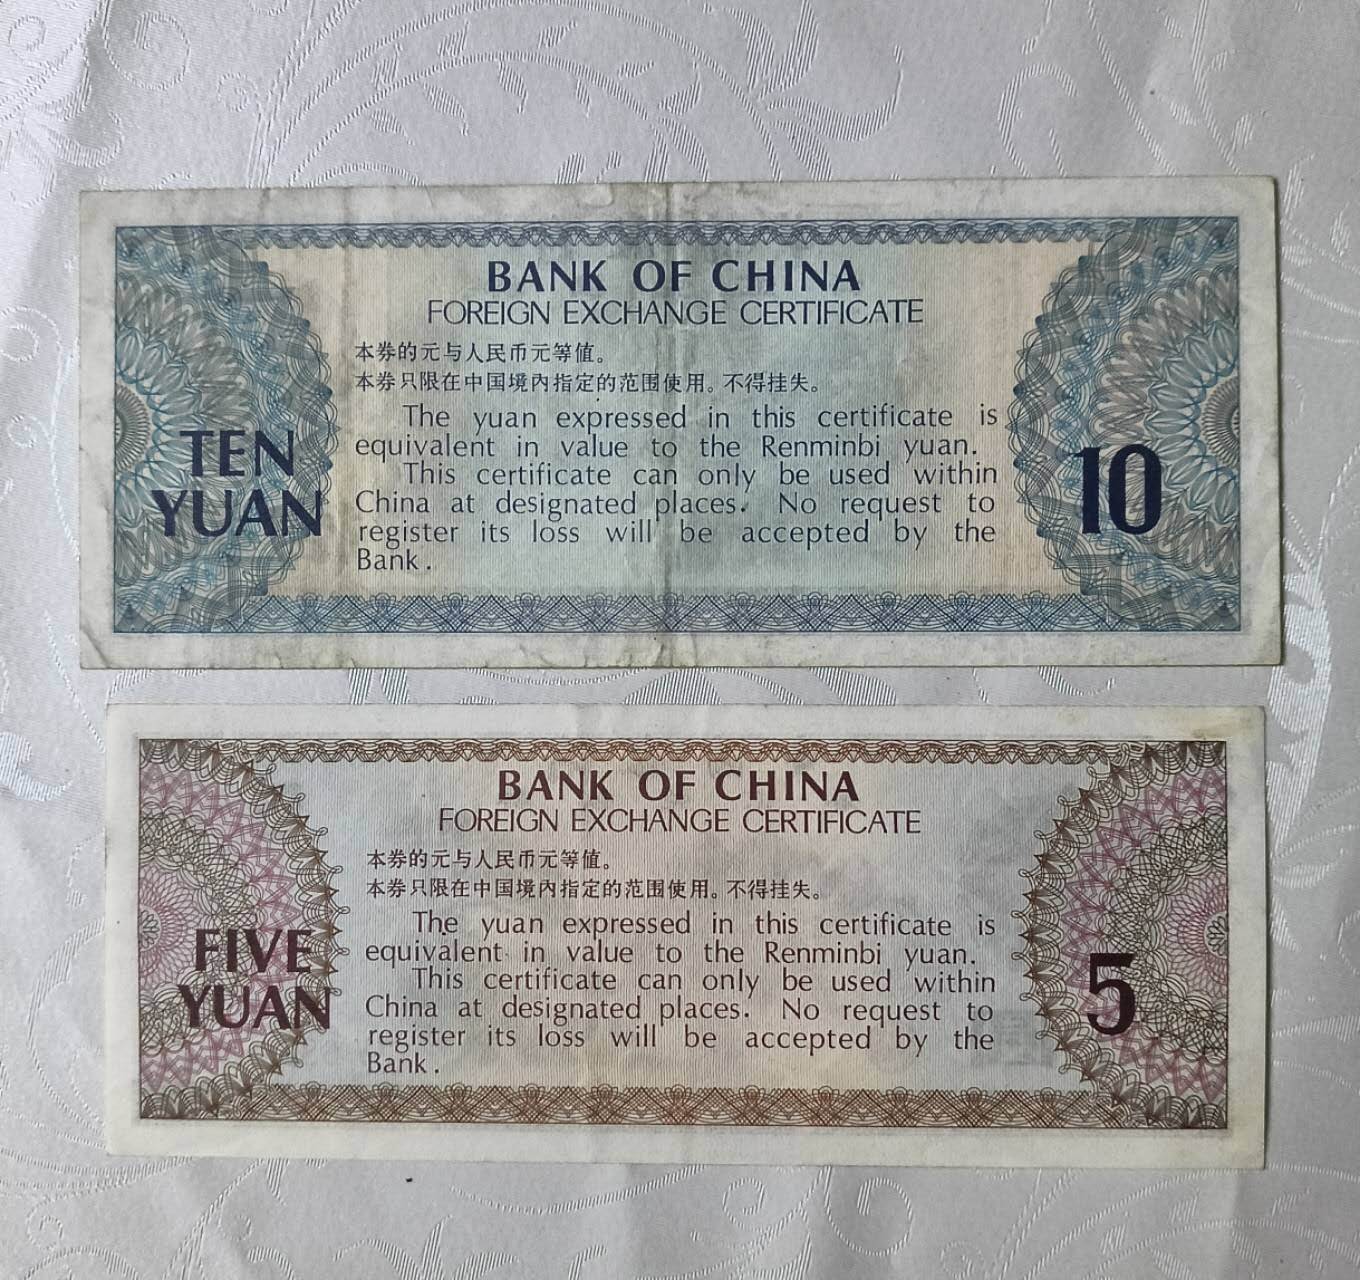 BANK OF CHINA
FOREIGN EXCHANGE CERTIFICATE
本券的元与人民币元等值。
本券只限在中国境内指定的范围使用。不得挂失。
The yuan expressed in this certificate is
equivalent in value to the Renminbi yuan.
This certificate can only be used within
China at designated places. No request to
register its loss will be accepted by the
Bank.
TEN
YUAN
10
BANK OF CHINA
FOREIGN EXCHANGE CERTIFICATE
本券的元与人民币元等值。
本券只限在中国境内指定的范围使用。不得挂失。
The yuan expressed in this certificate is
equivalent in value to the Renminbi yuan.
This certificate can only be used within
China at designated places. No request to
register its loss will be accepted by the
Bank.
FIVE
YUAN
5